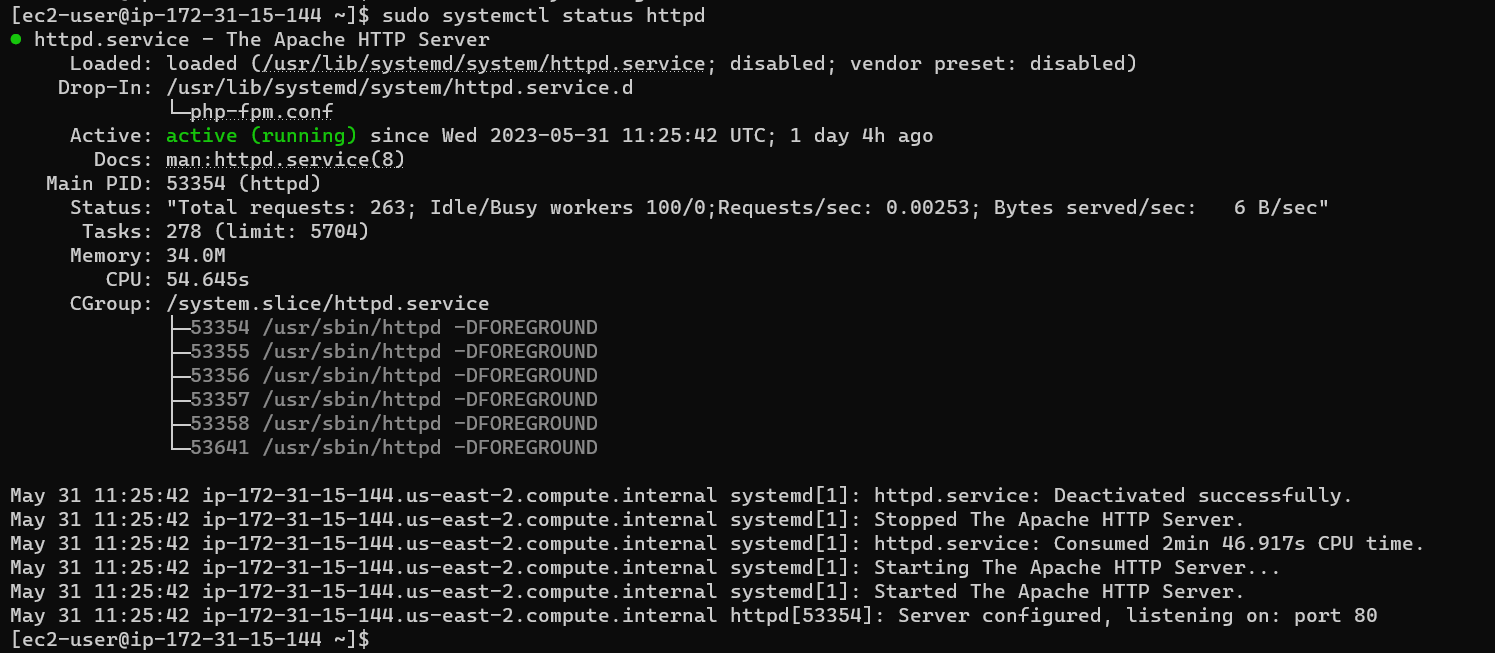 [ec2-user@ip-172-31-15-144 ~]$ sudo systemctl status httpd
● httpd.service - The Apache HTTP Server
     Loaded: loaded (/usr/lib/systemd/system/httpd.service; disabled; vendor preset: disabled)
    Drop-In: /usr/lib/systemd/system/httpd.service.d
             └─php-fpm.conf
     Active: active (running) since Wed 2023-05-31 11:25:42 UTC; 1 day 4h ago
       Docs: man:httpd.service(8)
   Main PID: 53354 (httpd)
     Status: "Total requests: 263; Idle/Busy workers 100/0;Requests/sec: 0.00253; Bytes served/sec:   6 B/sec"
      Tasks: 278 (limit: 5704)
     Memory: 34.0M
        CPU: 54.645s
     CGroup: /system.slice/httpd.service
             ├─53354 /usr/sbin/httpd -DFOREGROUND
             ├─53355 /usr/sbin/httpd -DFOREGROUND
             ├─53356 /usr/sbin/httpd -DFOREGROUND
             ├─53357 /usr/sbin/httpd -DFOREGROUND
             ├─53358 /usr/sbin/httpd -DFOREGROUND
             └─53641 /usr/sbin/httpd -DFOREGROUND

May 31 11:25:42 ip-172-31-15-144.us-east-2.compute.internal systemd[1]: httpd.service: Deactivated successfully.
May 31 11:25:42 ip-172-31-15-144.us-east-2.compute.internal systemd[1]: Stopped The Apache HTTP Server.
May 31 11:25:42 ip-172-31-15-144.us-east-2.compute.internal systemd[1]: httpd.service: Consumed 2min 46.917s CPU time.
May 31 11:25:42 ip-172-31-15-144.us-east-2.compute.internal systemd[1]: Starting The Apache HTTP Server...
May 31 11:25:42 ip-172-31-15-144.us-east-2.compute.internal systemd[1]: Started The Apache HTTP Server.
May 31 11:25:42 ip-172-31-15-144.us-east-2.compute.internal httpd[53354]: Server configured, listening on: port 80
[ec2-user@ip-172-31-15-144 ~]$